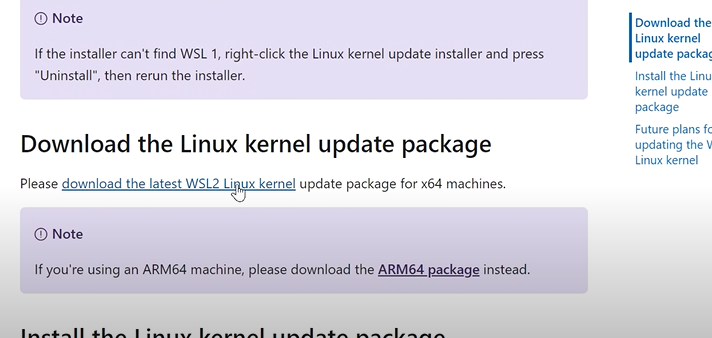 Note
If the installer can't find WSL 1, right-click the Linux kernel update installer and press
"Uninstall", then rerun the installer.
Download the Linux kernel update package
Please download the latest WSL2 Linux kernel update package for x64 machines.
Note
If you're using an ARM64 machine, please download the ARM64 package instead.
Install the Linux kernel update package
Download the
Linux kernel
update packag
Install the Linu
kernel update
package
Future plans fo
updating the W
Linux kernel